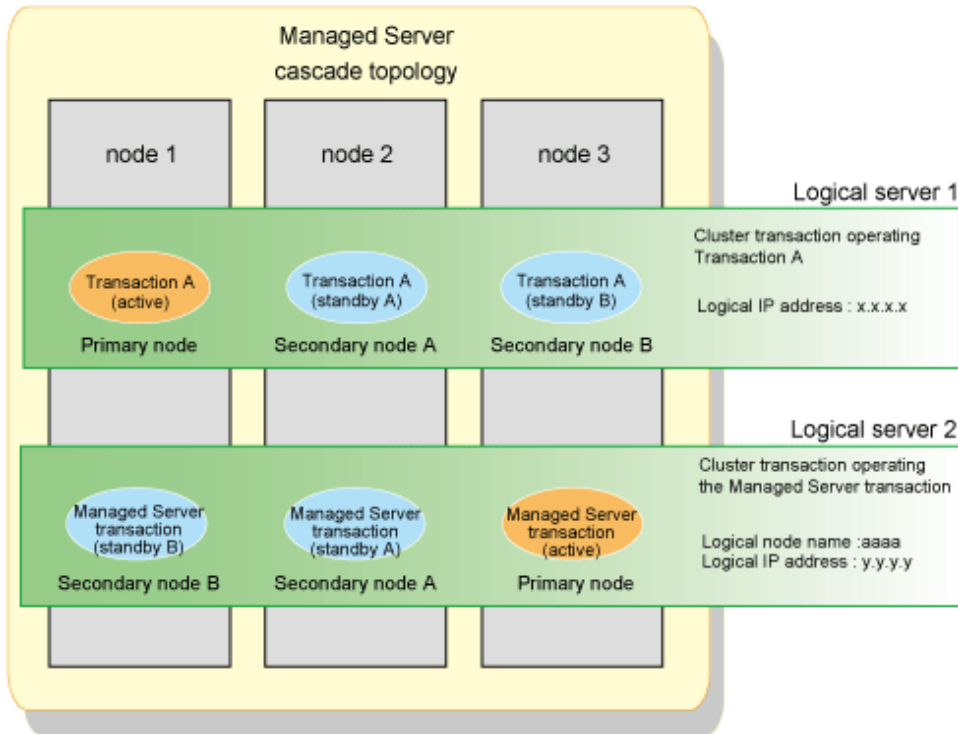 Managed Server
cascade topology
node 1
node 2
node 3
Logical server 1
Cluster transaction operating
Transaction A
Logical IP address : x.x.x.x
Transaction A
(active)
Transaction A
(standby A)
Transaction A
(standby B)
Primary node
Secondary node A
Secondary node B
Logical server 2
Cluster transaction operating
the Managed Server transaction
Logical node name :aaaa
Logical IP address : y.y.y.y
Managed Server
transaction
(standby B)
Managed Server
transaction
(standby A)
Managed Server
transaction
(active)
Secondary node B
Secondary node A
Primary node